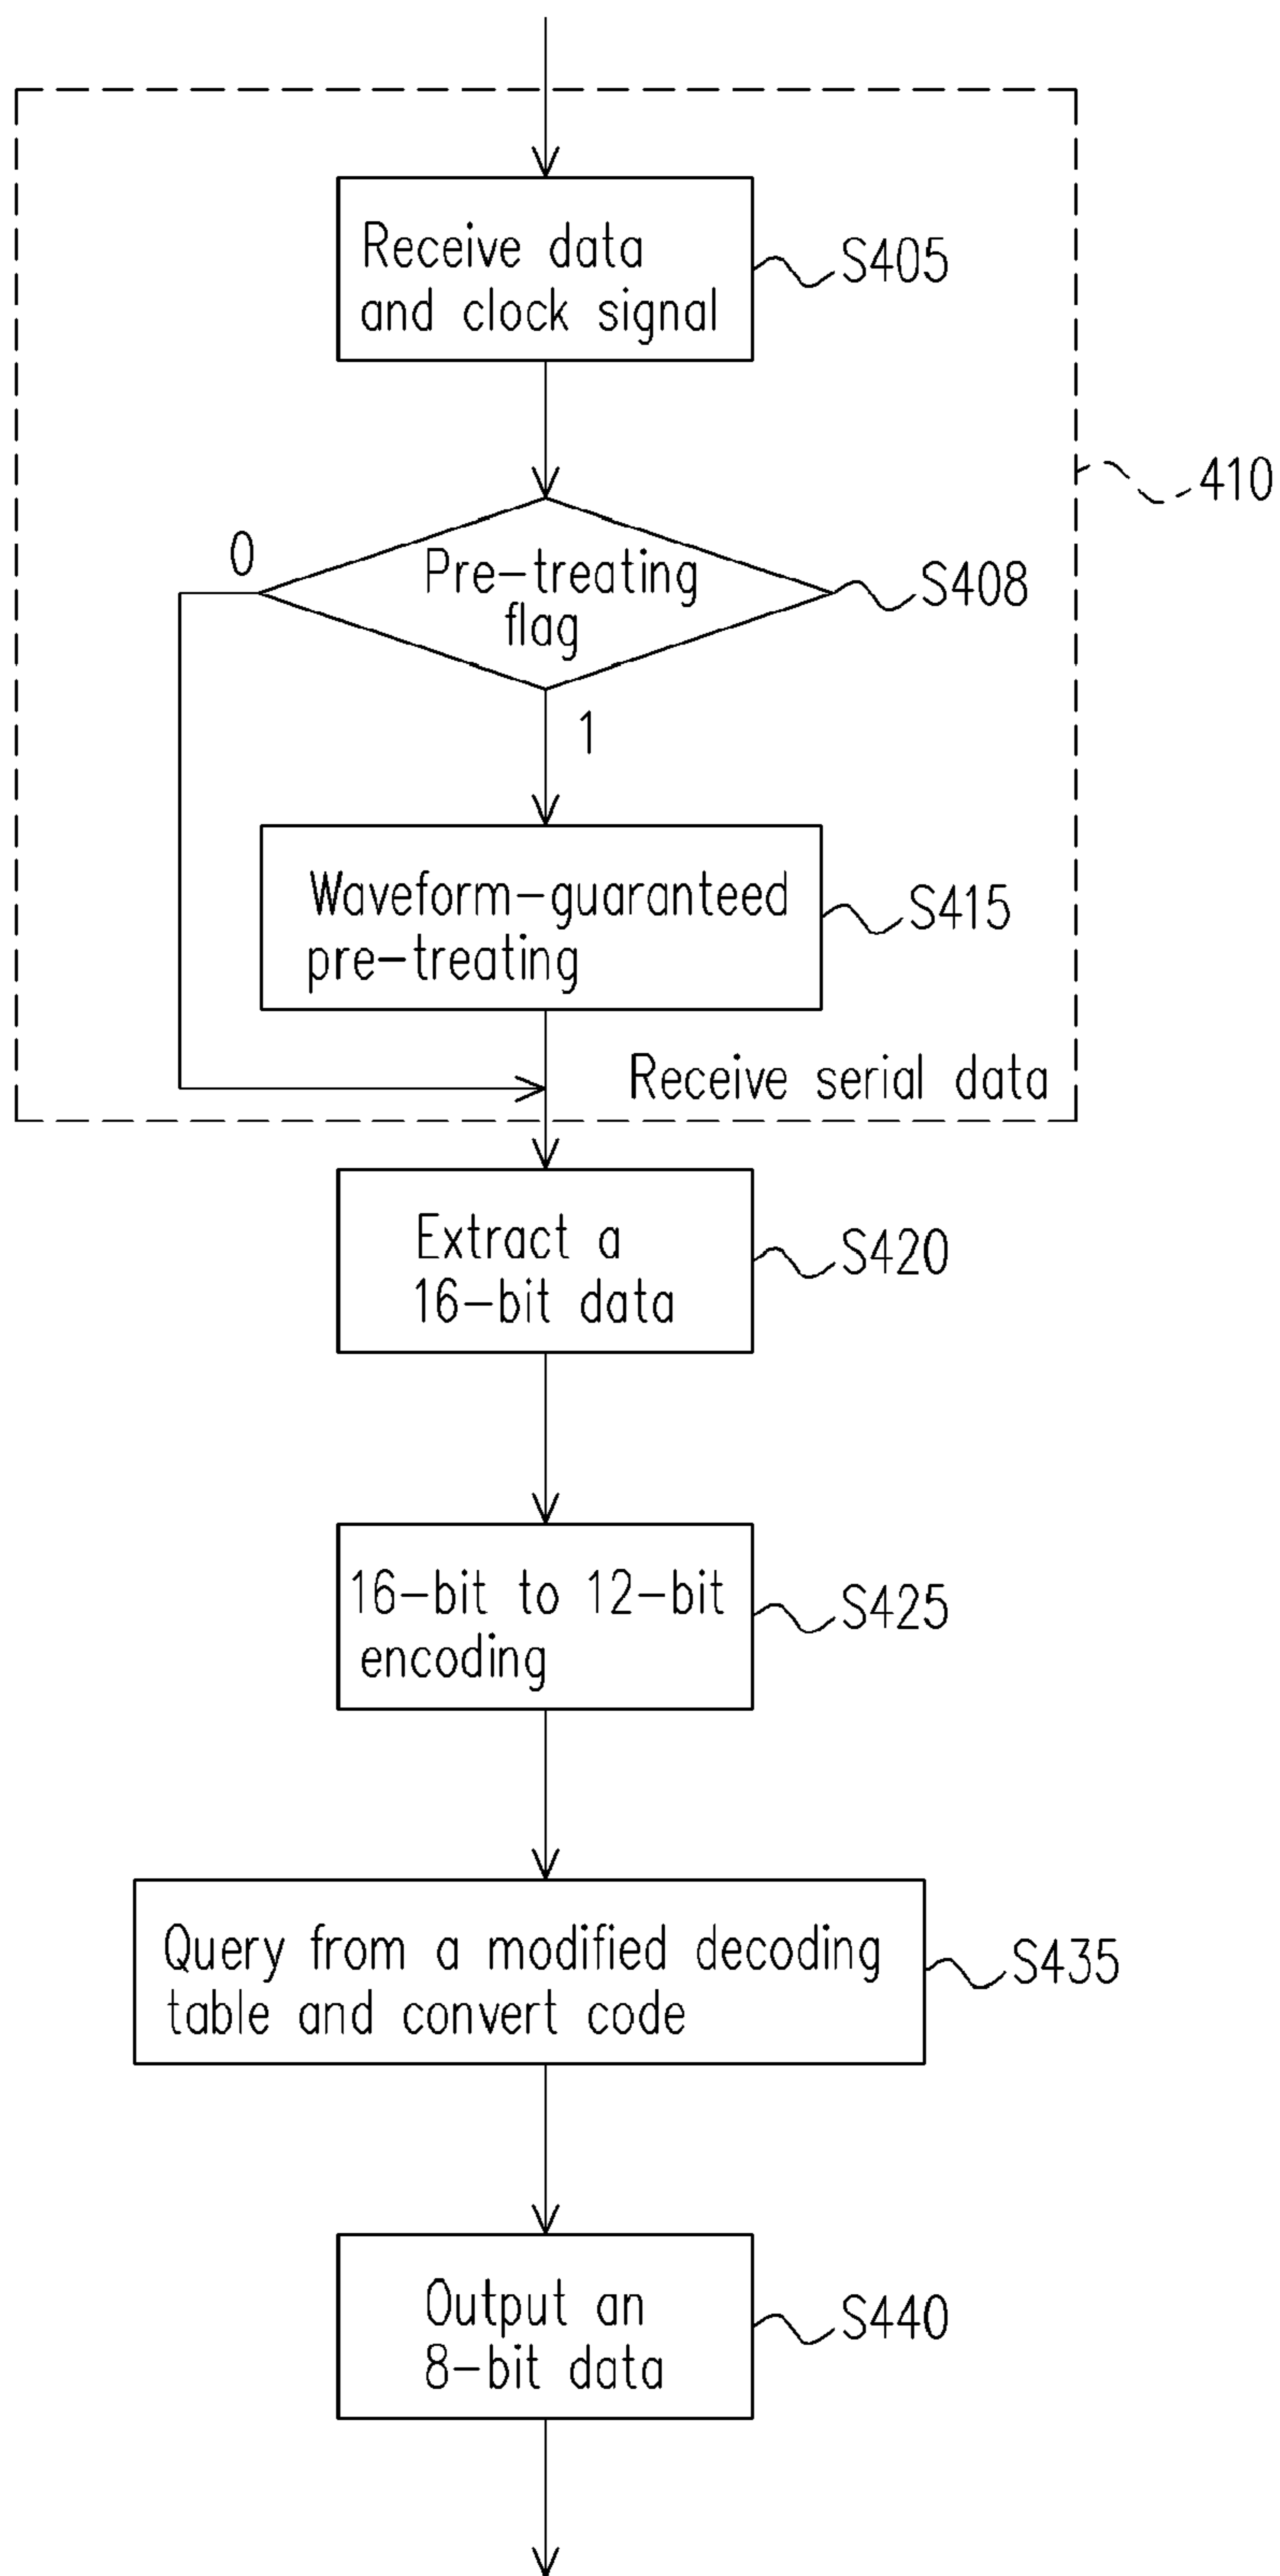 Receive data
and clock signal
S405
410
0
Pre-treating
flag
S408
1
Waveform-guaranteed
pre-treating
S415
Receive serial data
Extract a
16-bit data
S420
16-bit to 12-bit
encoding
S425
Query from a modified decoding
table and convert code
S435
Output an
8-bit data
S440